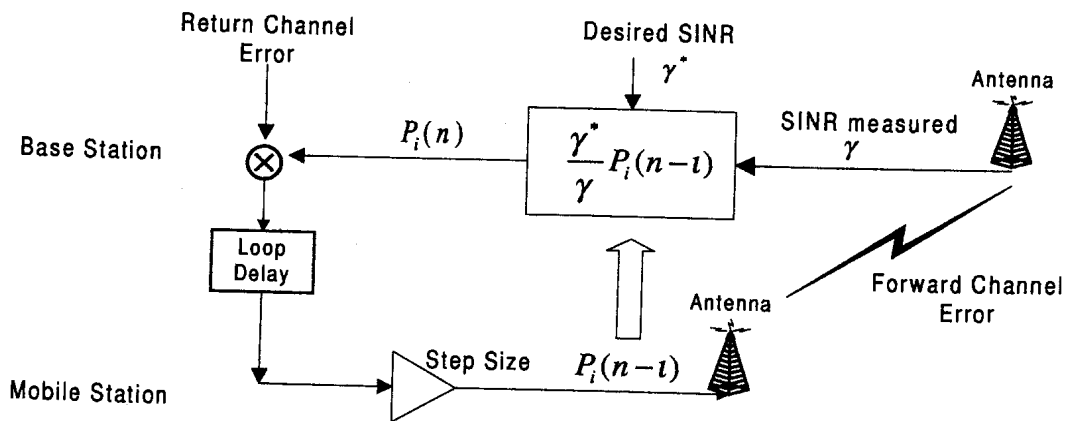 Return Channel
Error
Desired SINR
γ*
Antenna
SINR measured
γ
Base Station
P_i(n)
γ*/γ P_i(n-ı)
Loop
Delay
Forward Channel
Error
Antenna
Step Size
P_i(n-ı)
Mobile Station